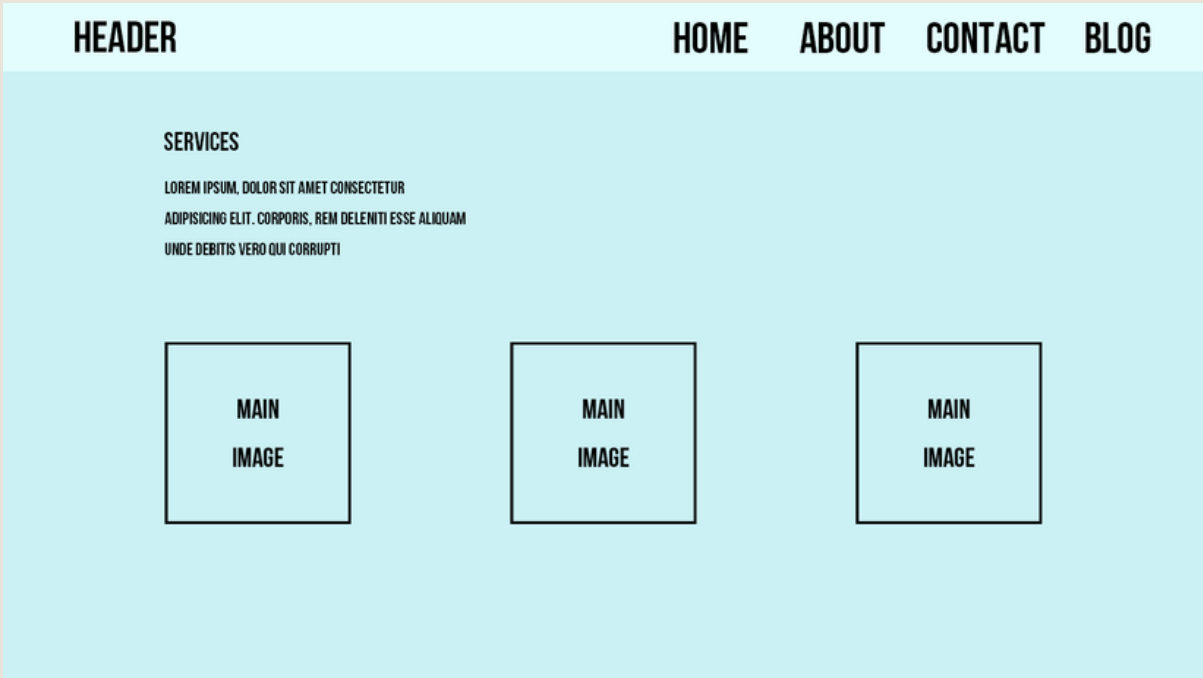 HEADER HOME ABOUT CONTACT BLOG
SERVICES
LOREM IPSUM, DOLOR SIT AMET CONSECTETUR
ADIPISICING ELIT. CORPORIS, REM DELENITI ESSE ALIQUAM
UNDE DEBITIS VERO QUI CORRUPTI
MAIN
IMAGE
MAIN
IMAGE
MAIN
IMAGE